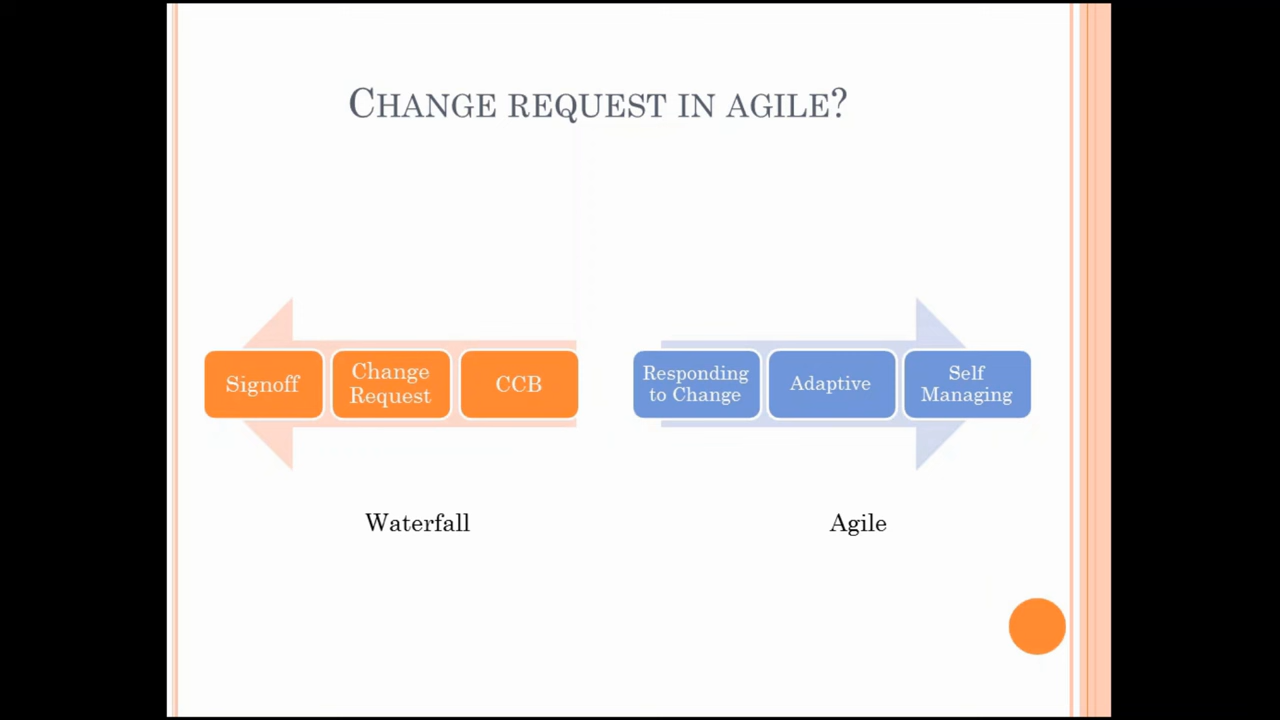 CHANGE REQUEST IN AGILE?
Signoff
Change
Request
CCB
Responding
to Change
Adaptive
Self
Managing
Waterfall
Agile